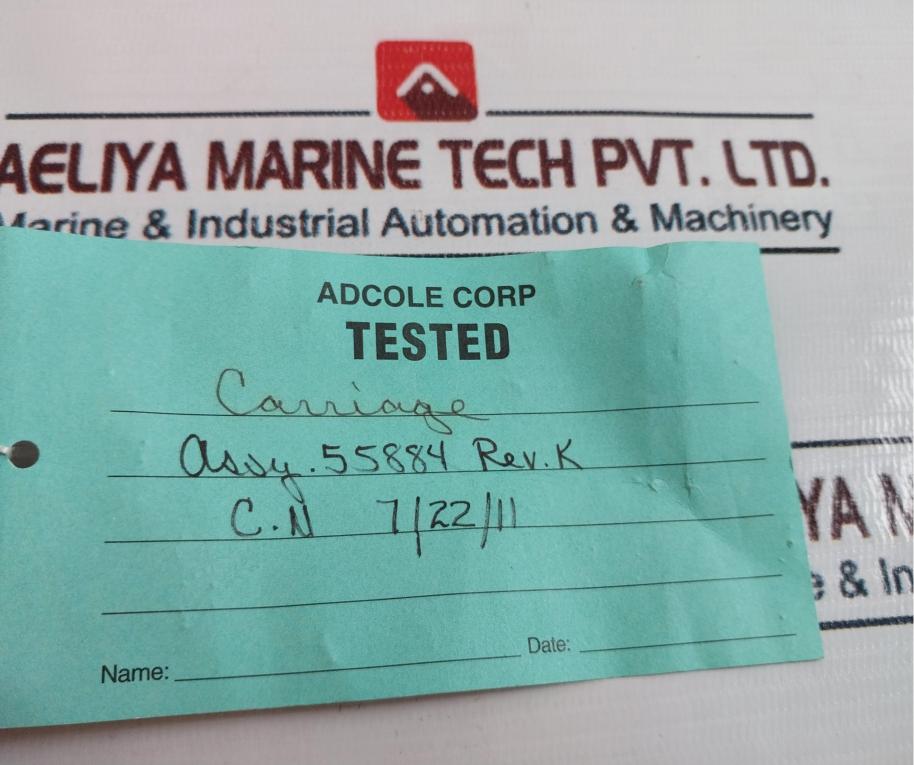 AELIYA MARINE TECH PVT. LTD.
Marine & Industrial Automation & Machinery
ADCOLE CORP
TESTED
Carriage
Assy. 55884 Rev. K
C.N 7/22/11
Name:
Date:
YA M
e & In